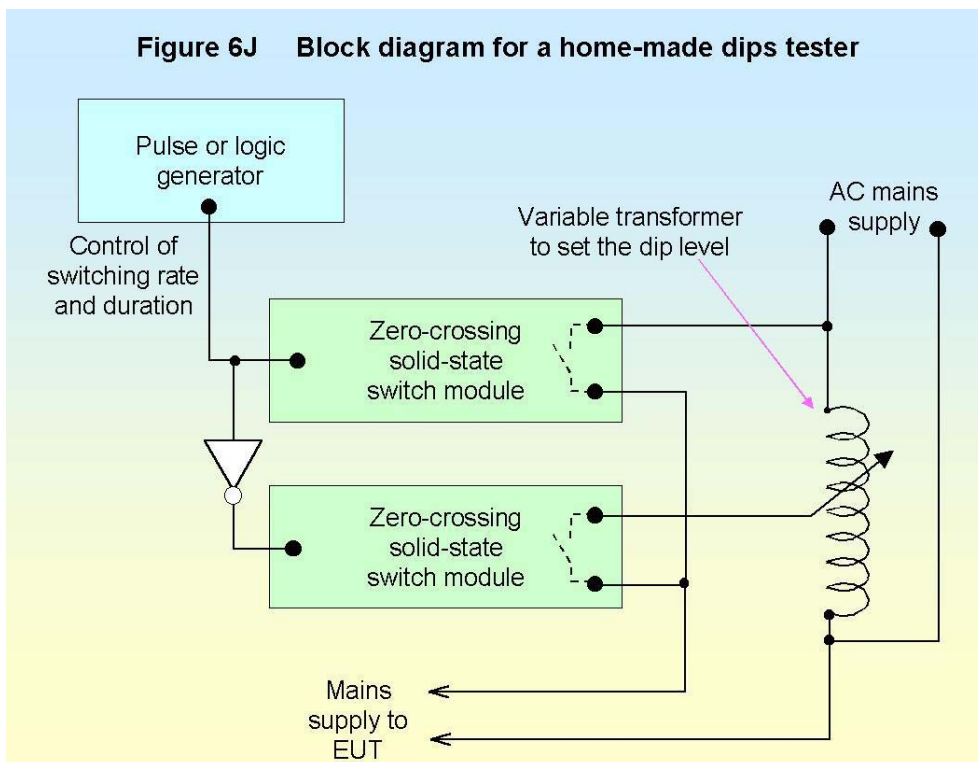 Figure 6J Block diagram for a home-made dips tester
Pulse or logic
generator
Control of
switching rate
and duration
Variable transformer
to set the dip level
AC mains
supply
Zero-crossing
solid-state
switch module
Zero-crossing
solid-state
switch module
Mains
supply to
EUT